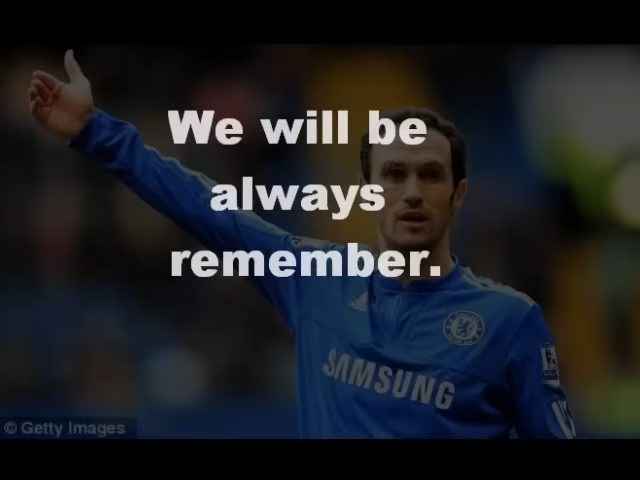 We will be
always
remember.
SAMSUNG
© Getty Images